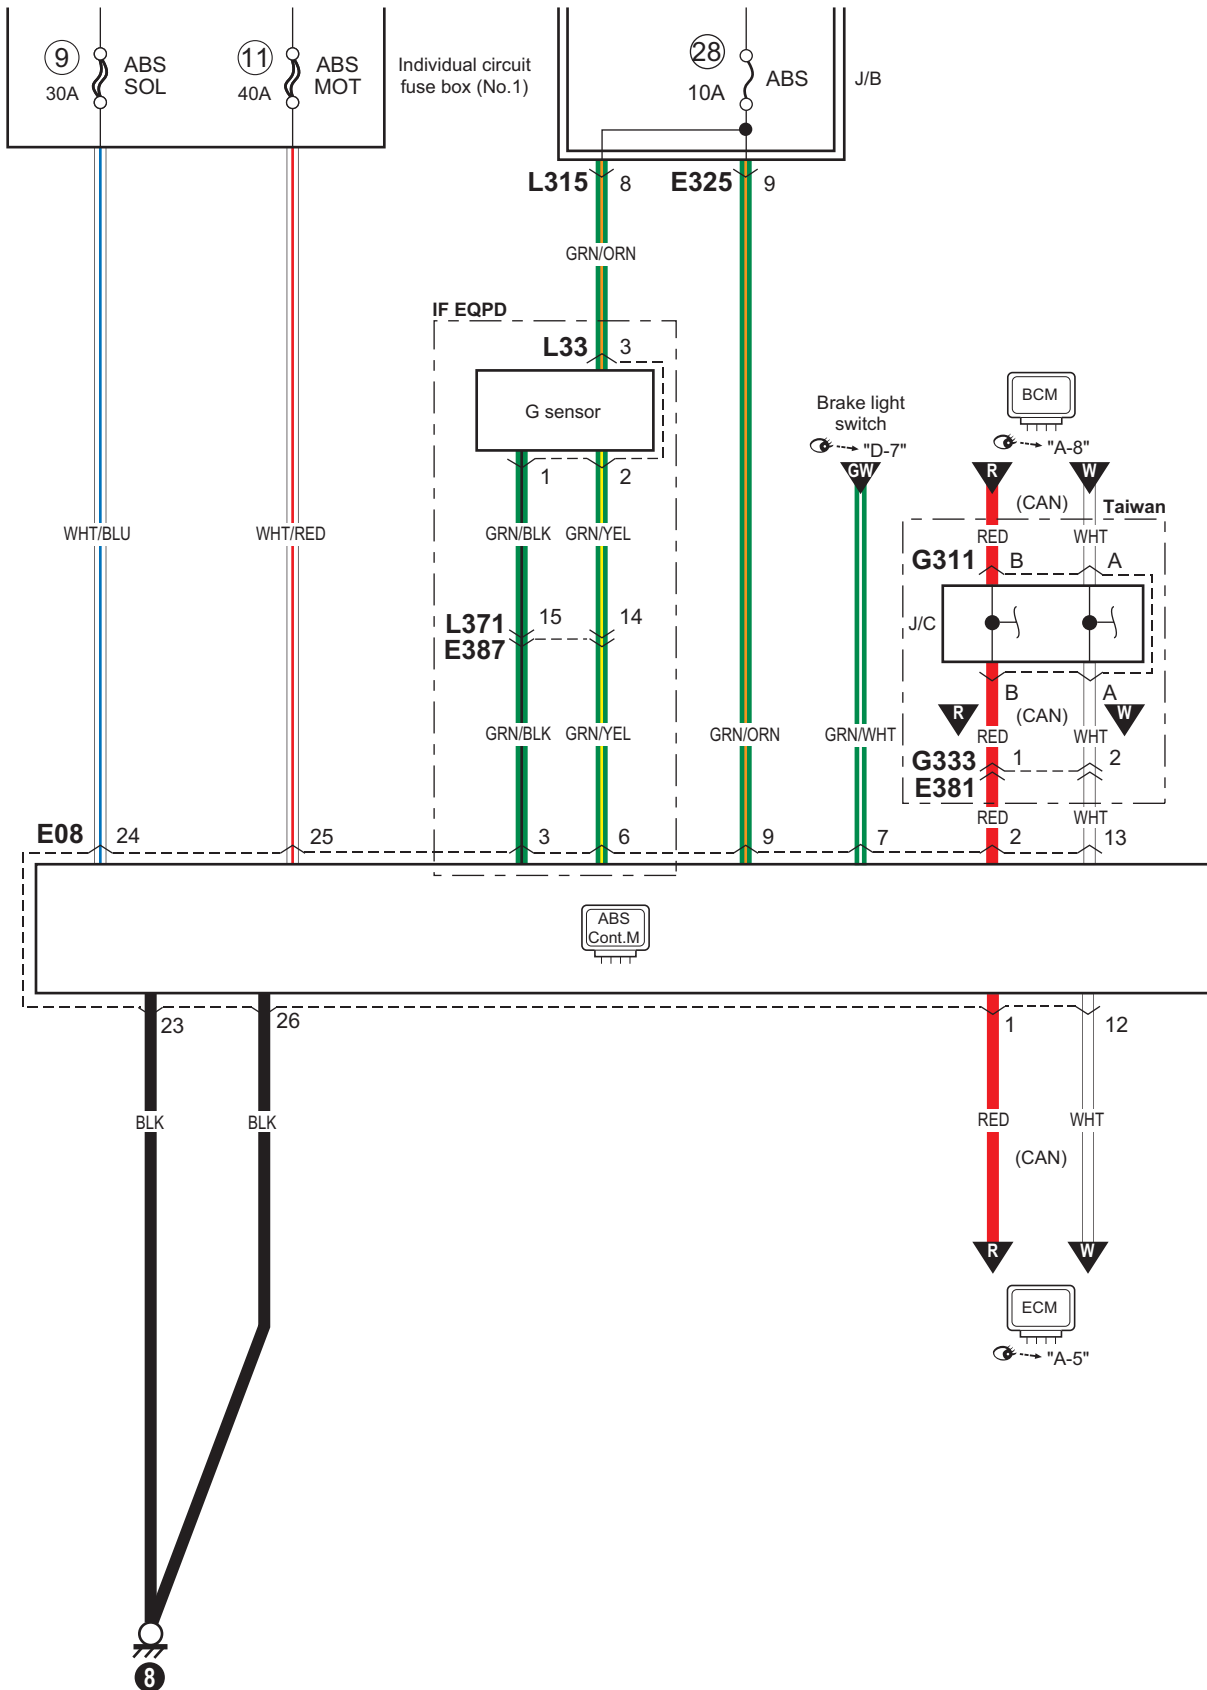 9
30A
ABS
SOL
11
40A
ABS
MOT
Individual circuit
fuse box (No.1)
28
10A
ABS
J/B
L315
8
E325
9
GRN/ORN
IF EQPD
L33
3
G sensor
1
2
Brake light
switch
"D-7"
GW
BCM
"A-8"
R
W
(CAN)
Taiwan
WHT/BLU
WHT/RED
GRN/BLK
GRN/YEL
RED
WHT
G311
B
A
J/C
L371
15
14
E387
B
A
R
(CAN)
W
GRN/BLK
GRN/YEL
GRN/ORN
GRN/WHT
RED
WHT
G333
1
2
E381
RED
WHT
E08
24
25
3
6
9
7
2
13
ABS
Cont.M
23
26
1
12
BLK
BLK
RED
WHT
(CAN)
R
W
ECM
"A-5"
8